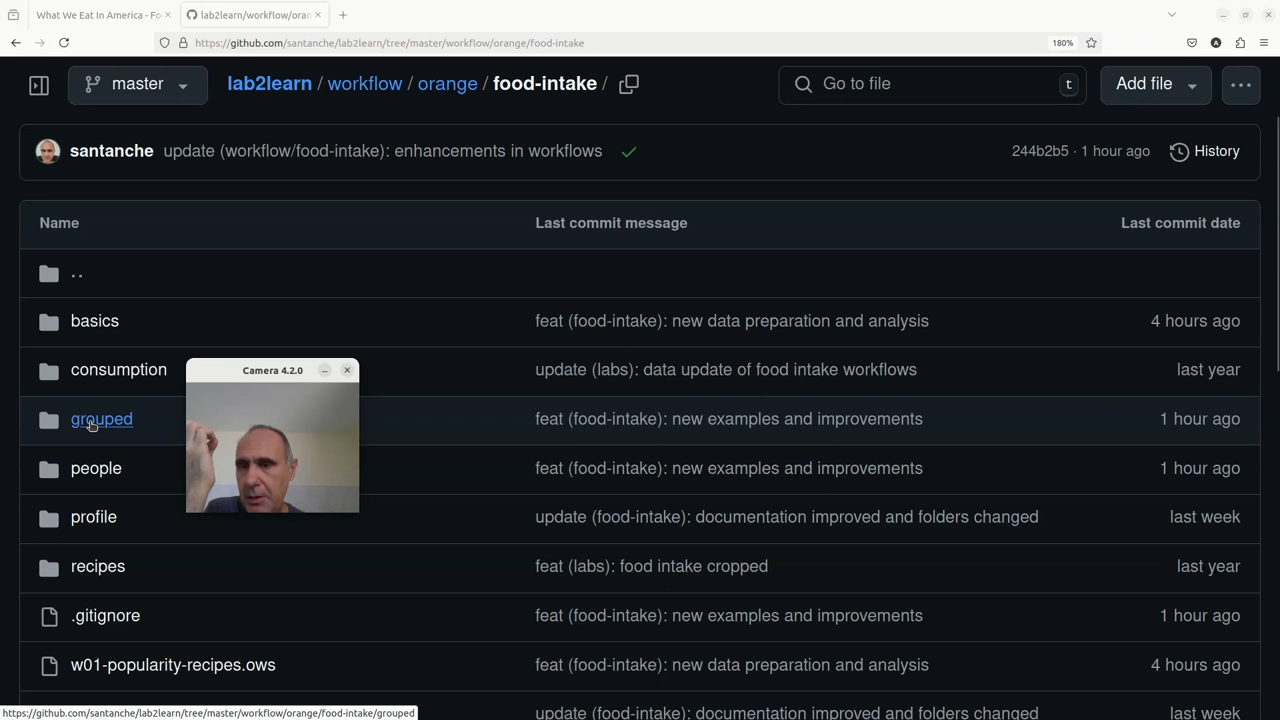 What We Eat In America - Fo
lab2learn/workflow/oran
https://github.com/santanche/lab2learn/tree/master/workflow/orange/food-intake
180%
master
lab2learn / workflow / orange / food-intake /
Go to file
t
Add file
santanche update (workflow/food-intake): enhancements in workflows
244b2b5 · 1 hour ago
History
Name Last commit message Last commit date
..
basics feat (food-intake): new data preparation and analysis 4 hours ago
consumption update (labs): data update of food intake workflows last year
Camera 4.2.0
grouped feat (food-intake): new examples and improvements 1 hour ago
people feat (food-intake): new examples and improvements 1 hour ago
profile update (food-intake): documentation improved and folders changed last week
recipes feat (labs): food intake cropped last year
.gitignore feat (food-intake): new examples and improvements 1 hour ago
w01-popularity-recipes.ows feat (food-intake): new data preparation and analysis 4 hours ago
update (food-intake): documentation improved and folders changed last week
https://github.com/santanche/lab2learn/tree/master/workflow/orange/food-intake/grouped